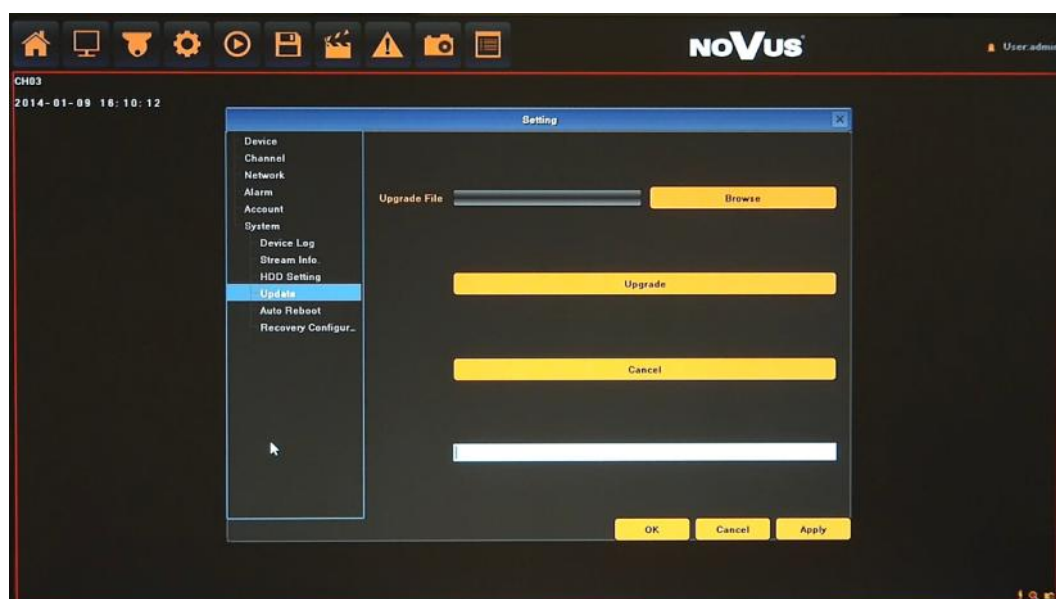 NOVUS
User:admin
CH03
2014-01-09 16:10:12
Setting
Device
Channel
Network
Alarm
Account
System
Device Log
Stream Info.
HDD Setting
Update
Auto Reboot
Recovery Configur...
Upgrade File
Browse
Upgrade
Cancel
OK
Cancel
Apply